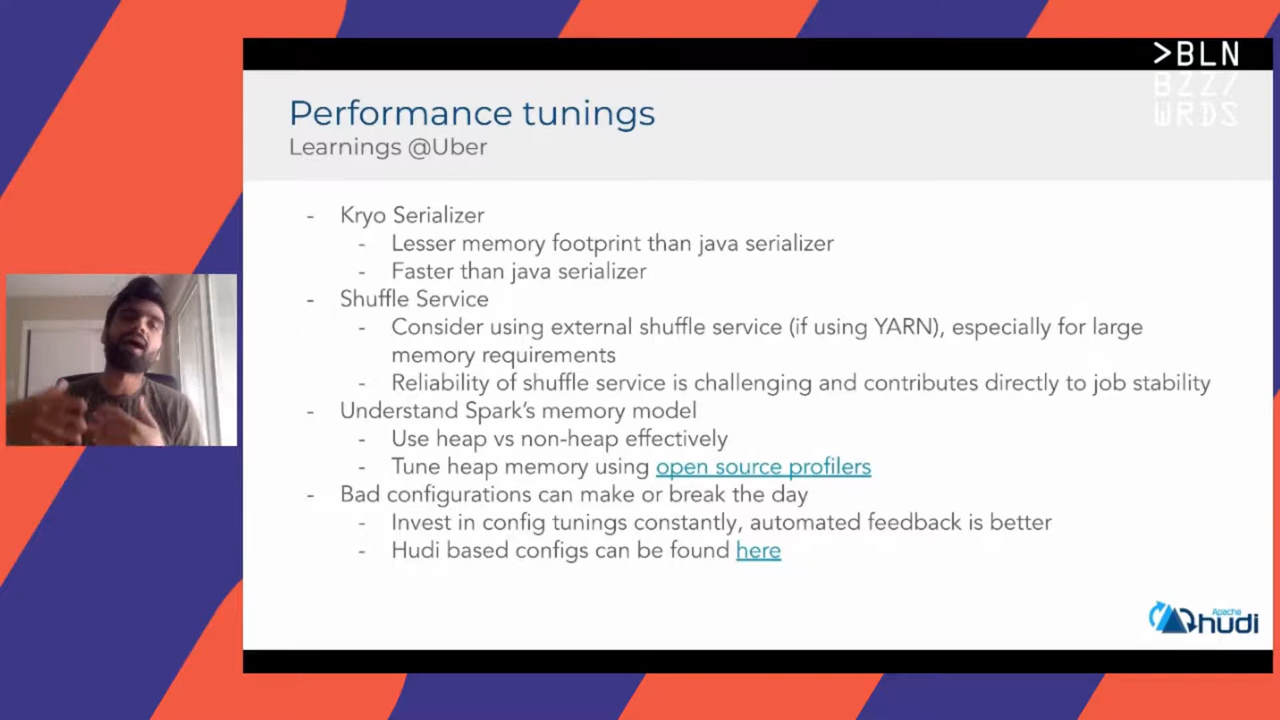 >BLN
BZZ/
WRDS
Performance tunings
Learnings @Uber
- Kryo Serializer
- Lesser memory footprint than java serializer
- Faster than java serializer
- Shuffle Service
- Consider using external shuffle service (if using YARN), especially for large
memory requirements
- Reliability of shuffle service is challenging and contributes directly to job stability
- Understand Spark's memory model
- Use heap vs non-heap effectively
- Tune heap memory using open source profilers
- Bad configurations can make or break the day
- Invest in config tunings constantly, automated feedback is better
- Hudi based configs can be found here
Apache
hudi